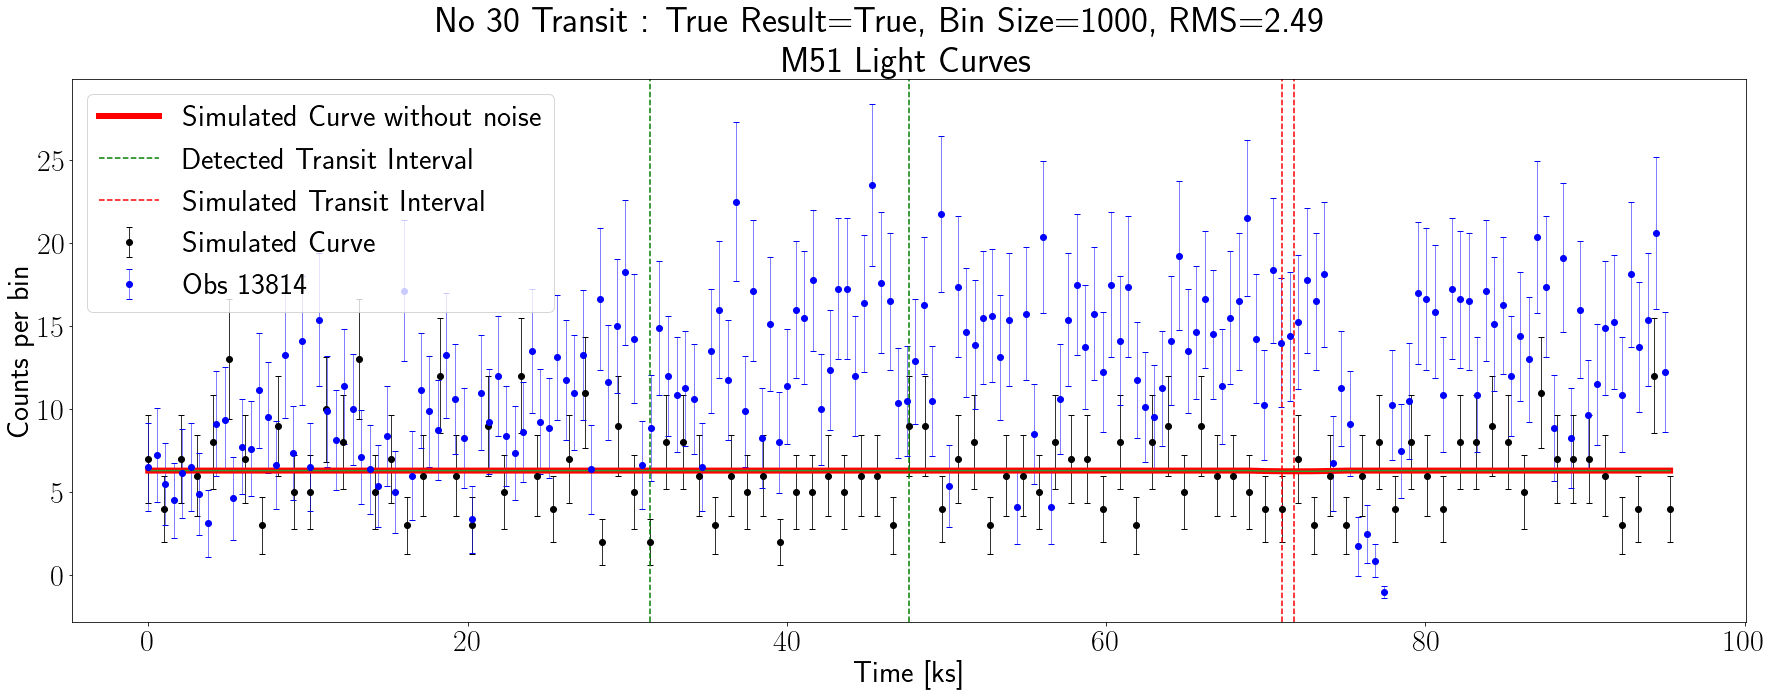 No 30 Transit : True Result=True, Bin Size=1000, RMS=2.49
M51 Light Curves
Simulated Curve without noise
Detected Transit Interval
Simulated Transit Interval
Simulated Curve
Obs 13814
Counts per bin
25
20
15
10
5
0
0
20
40
60
80
100
Time [ks]